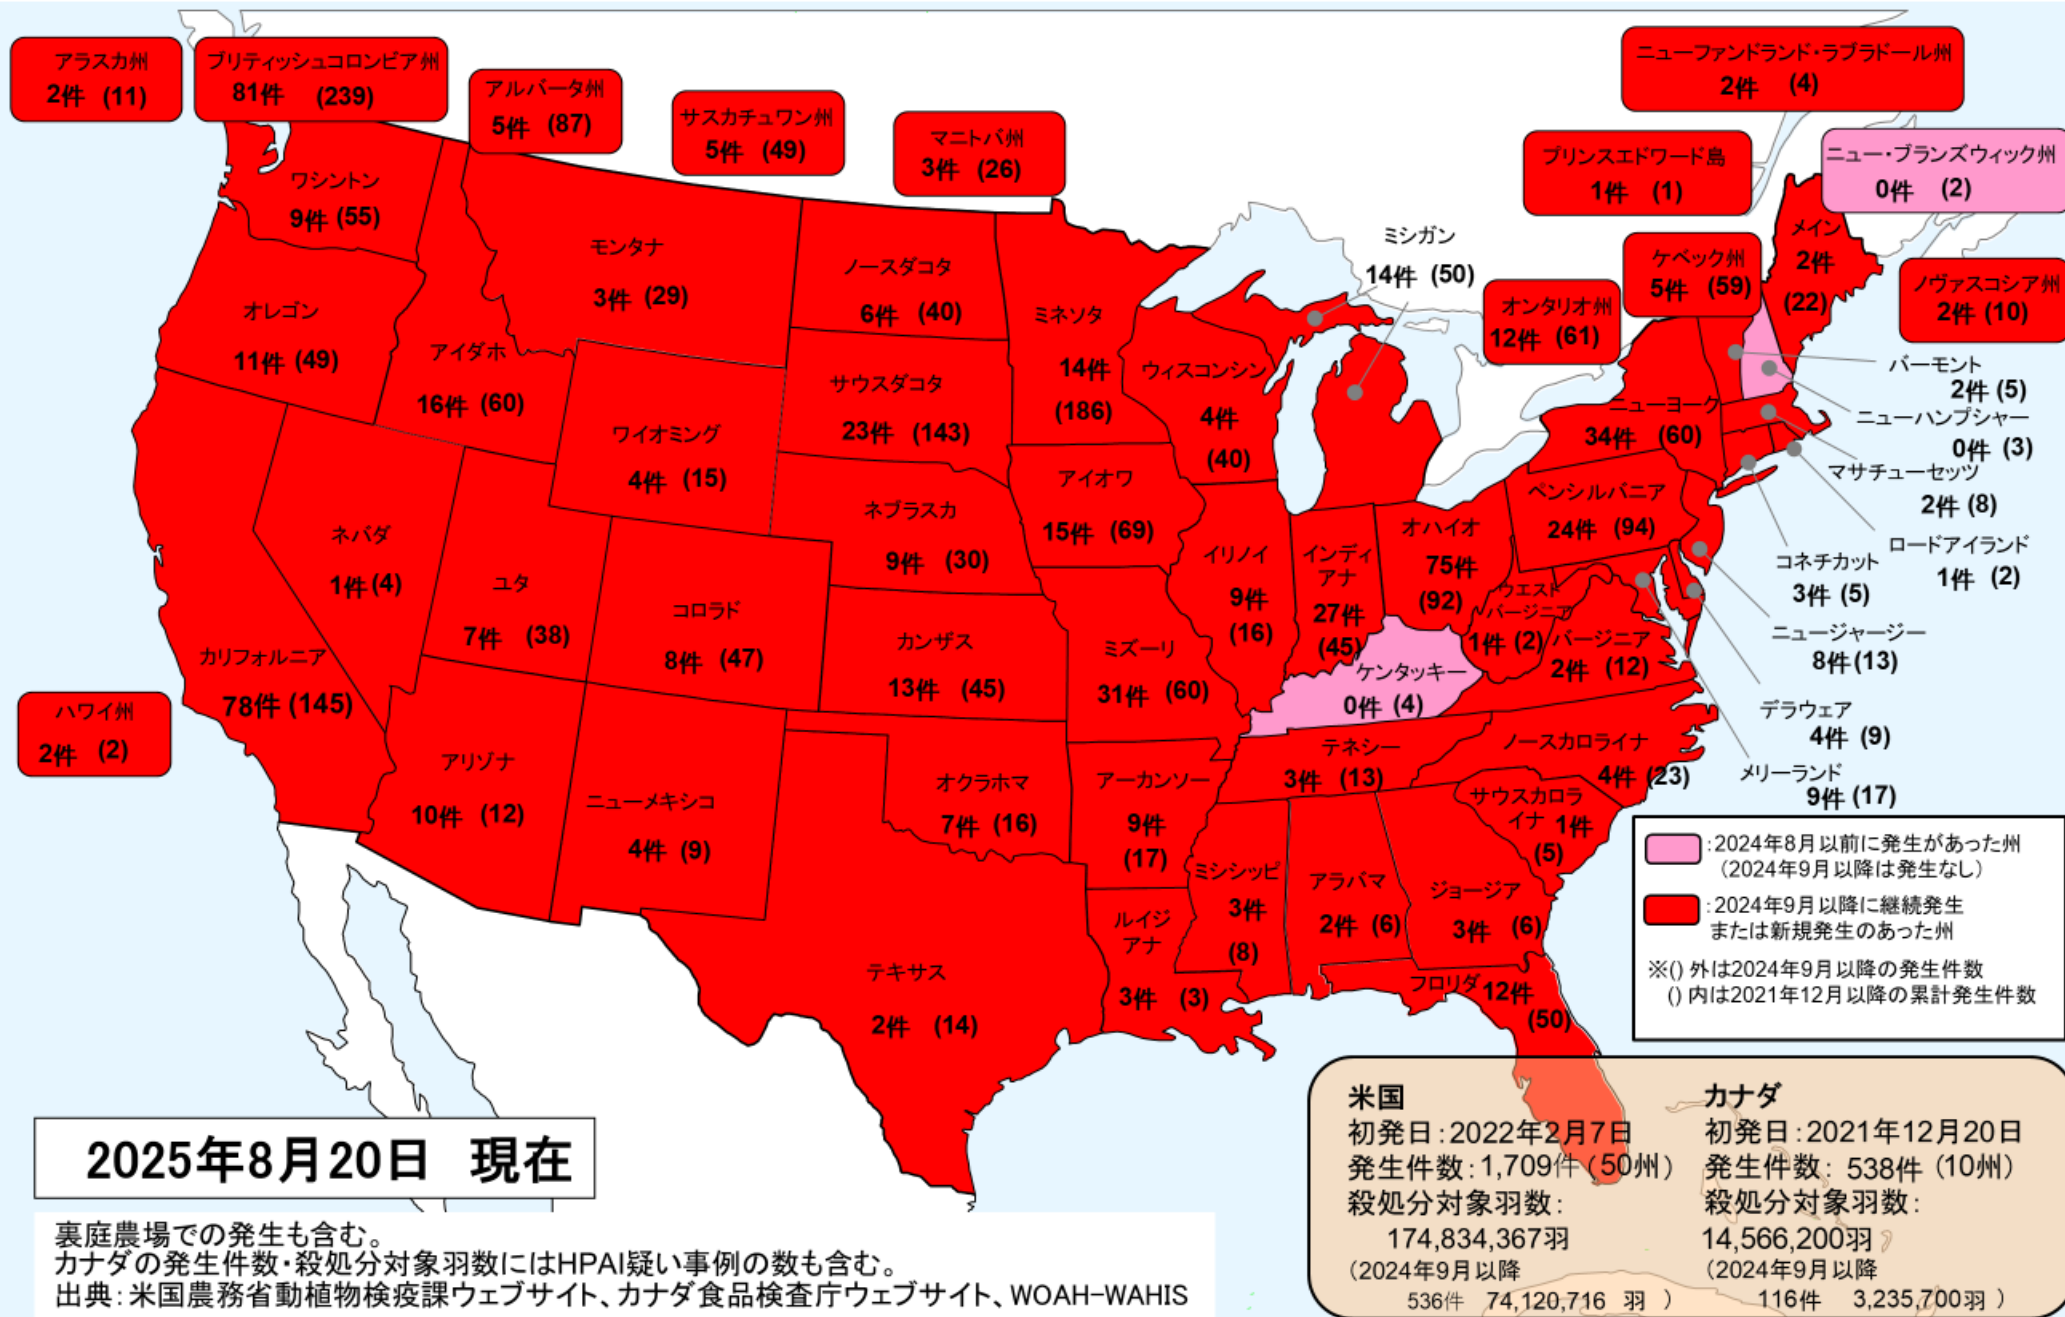 アラスカ州
2件 (11)
ブリティッシュコロンビア州
81件 (239)
アルバータ州
5件 (87)
サスカチュワン州
5件 (49)
マニトバ州
3件 (26)
ニューファンドランド・ラブラドール州
2件 (4)
プリンスエドワード島
1件 (1)
ニュー・ブランズウィック州
0件 (2)
ケベック州
5件 (59)
オンタリオ州
12件 (61)
ノヴァスコシア州
2件 (10)
ワシントン
9件 (55)
オレゴン
11件 (49)
アイダホ
16件 (60)
モンタナ
3件 (29)
ノースダコタ
6件 (40)
ミネソタ
14件
(186)
ミシガン
14件 (50)
メイン
2件
(22)
サウスダコタ
23件 (143)
ウィスコンシン
4件
(40)
ワイオミング
4件 (15)
ニューヨーク
34件 (60)
バーモント
2件 (5)
ニューハンプシャー
0件 (3)
マサチューセッツ
2件 (8)
ロードアイランド
1件 (2)
コネチカット
3件 (5)
ニュージャージー
8件 (13)
デラウェア
4件 (9)
メリーランド
9件 (17)
アイオワ
15件 (69)
ネブラスカ
9件 (30)
ペンシルバニア
24件 (94)
ネバダ
1件 (4)
ユタ
7件 (38)
コロラド
8件 (47)
カンザス
13件 (45)
ミズーリ
31件 (60)
イリノイ
9件
(16)
インディ
アナ
27件
(45)
オハイオ
75件
(92)
ウエスト
バージニア
1件 (2)
バージニア
2件 (12)
ケンタッキー
0件 (4)
カリフォルニア
78件 (145)
ハワイ州
2件 (2)
アリゾナ
10件 (12)
ニューメキシコ
4件 (9)
オクラホマ
7件 (16)
アーカンソー
9件
(17)
テネシー
3件 (13)
ノースカロライナ
4件 (23)
サウスカロラ
イナ 1件
(5)
ミシシッピ
3件
(8)
アラバマ
2件 (6)
ジョージア
3件 (6)
ルイジ
アナ
3件 (3)
テキサス
2件 (14)
フロリダ 12件
(50)
:2024年8月以前に発生があった州
(2024年9月以降は発生なし)
:2024年9月以降に継続発生
または新規発生のあった州
※() 外は2024年9月以降の発生件数
() 内は2021年12月以降の累計発生件数
米国
初発日:2022年2月7日
発生件数:1,709件 (50州)
殺処分対象羽数:
174,834,367羽
(2024年9月以降
536件 74,120,716 羽 )
カナダ
初発日:2021年12月20日
発生件数: 538件 (10州)
殺処分対象羽数:
14,566,200羽
(2024年9月以降
116件 3,235,700羽 )
2025年8月20日 現在
裏庭農場での発生も含む。
カナダの発生件数・殺処分対象羽数にはHPAI疑い事例の数も含む。
出典:米国農務省動植物検疫課ウェブサイト、カナダ食品検査庁ウェブサイト、WOAH-WAHIS